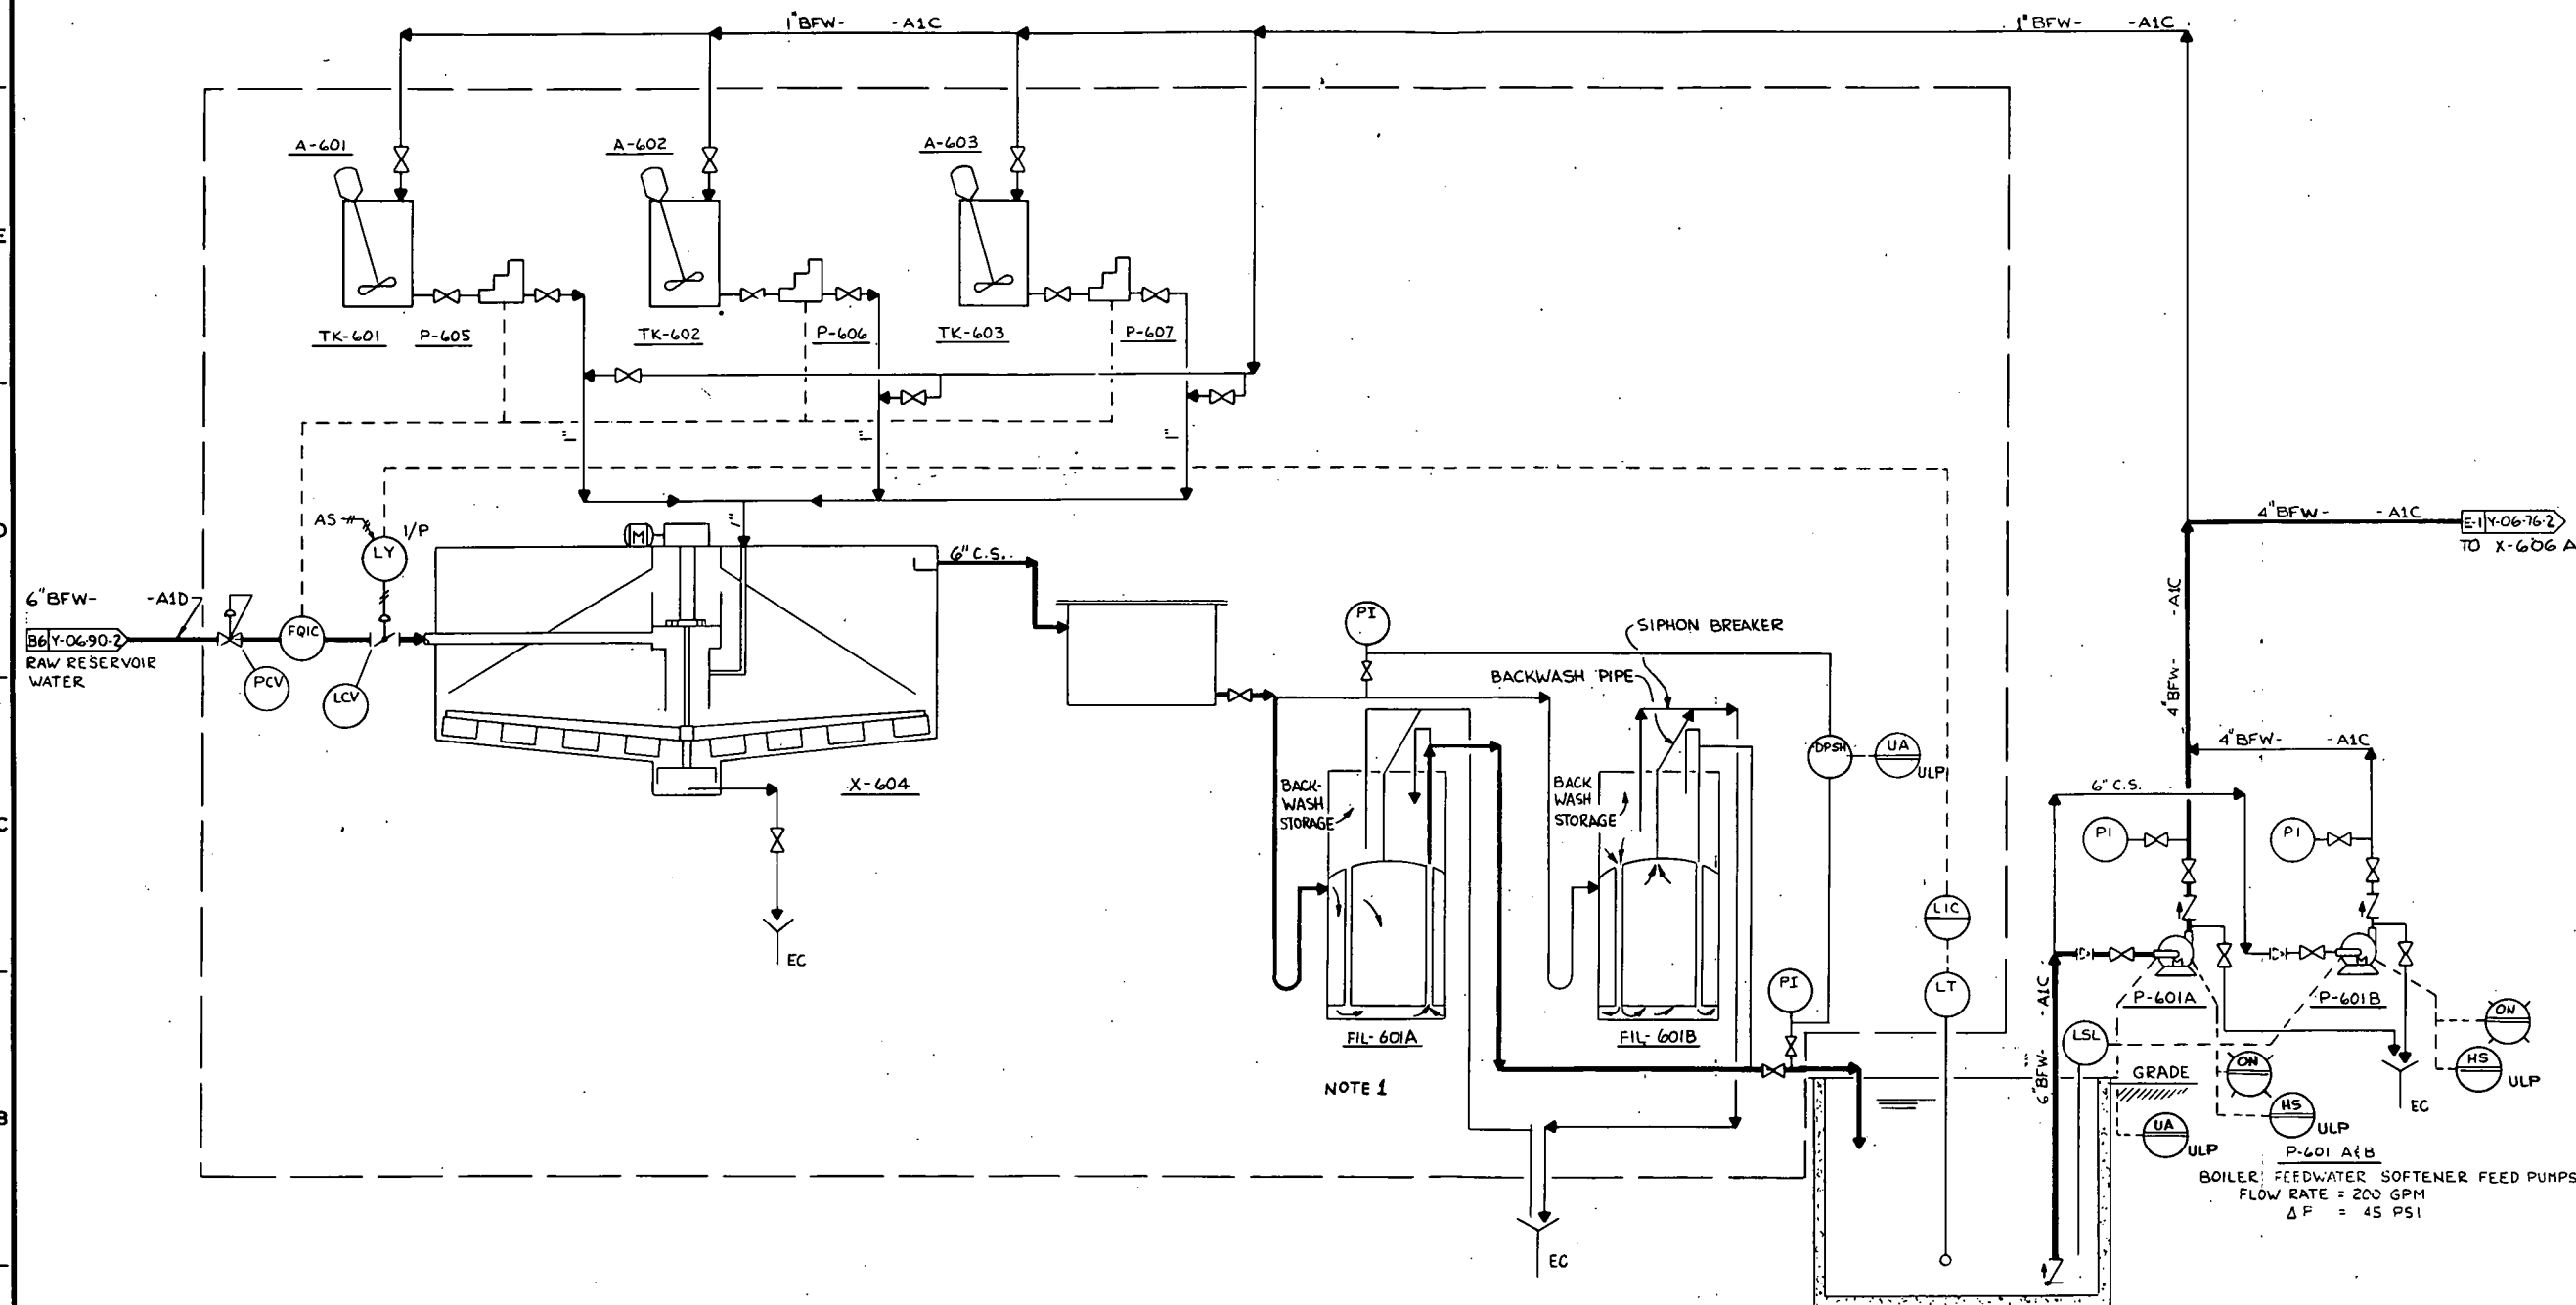 1" BFW- -A1C
1" BFW- -A1C
A-601
A-602
A-603
TK-601
P-605
TK-602
P-606
TK-603
P-607
1"
1"
1"
AS
LY
I/P
1"
M
6" C.S.
4" BFW- -A1C
E-1 Y-06-76-2
TO X-606 A
6" BFW- -A1D
B6 Y-06-90-2
RAW RESERVOIR
WATER
FQIC
PCV
LCV
X-604
EC
PI
SIPHON BREAKER
BACKWASH PIPE
BACK-
WASH
STORAGE
BACK
WASH
STORAGE
DPSH
UA
ULP
4" BFW- -A1C
4" BFW- -A1C
6" C.S.
PI
PI
LIC
LT
PI
M
M
P-601A
P-601B
FIL-601A
FIL-601B
NOTE 1
6" BFW- -A1C
LSL
ON
ON
HS
ULP
GRADE
HS
ULP
UA
ULP
EC
P-601 A&B
BOILER FEEDWATER SOFTENER FEED PUMPS
FLOW RATE = 200 GPM
ΔP = 45 PSI
EC
E
D
C
B